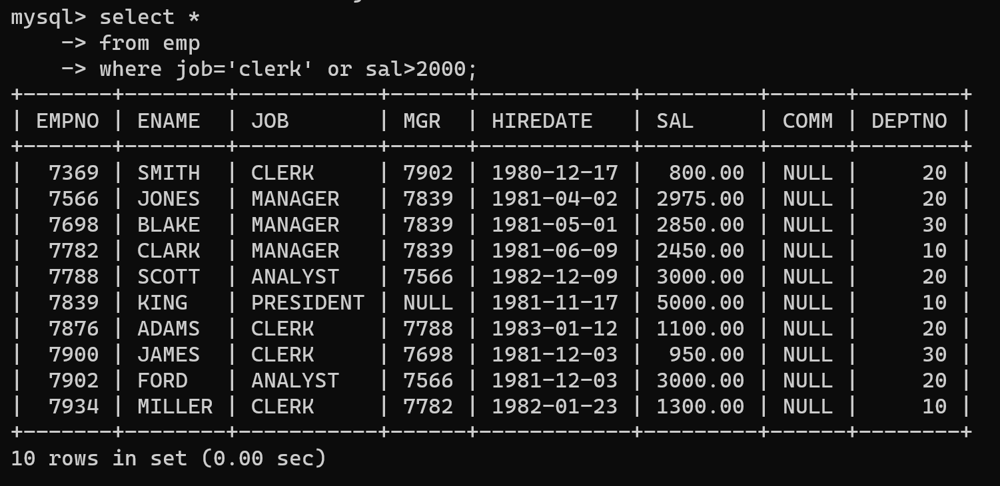 mysql> select *
    -> from emp
    -> where job='clerk' or sal>2000;
+-------+--------+-----------+------+------------+---------+------+--------+
| EMPNO | ENAME  | JOB       | MGR  | HIREDATE   | SAL     | COMM | DEPTNO |
+-------+--------+-----------+------+------------+---------+------+--------+
|  7369 | SMITH  | CLERK     | 7902 | 1980-12-17 |  800.00 | NULL |     20 |
|  7566 | JONES  | MANAGER   | 7839 | 1981-04-02 | 2975.00 | NULL |     20 |
|  7698 | BLAKE  | MANAGER   | 7839 | 1981-05-01 | 2850.00 | NULL |     30 |
|  7782 | CLARK  | MANAGER   | 7839 | 1981-06-09 | 2450.00 | NULL |     10 |
|  7788 | SCOTT  | ANALYST   | 7566 | 1982-12-09 | 3000.00 | NULL |     20 |
|  7839 | KING   | PRESIDENT | NULL | 1981-11-17 | 5000.00 | NULL |     10 |
|  7876 | ADAMS  | CLERK     | 7788 | 1983-01-12 | 1100.00 | NULL |     20 |
|  7900 | JAMES  | CLERK     | 7698 | 1981-12-03 |  950.00 | NULL |     30 |
|  7902 | FORD   | ANALYST   | 7566 | 1981-12-03 | 3000.00 | NULL |     20 |
|  7934 | MILLER | CLERK     | 7782 | 1982-01-23 | 1300.00 | NULL |     10 |
+-------+--------+-----------+------+------------+---------+------+--------+
10 rows in set (0.00 sec)